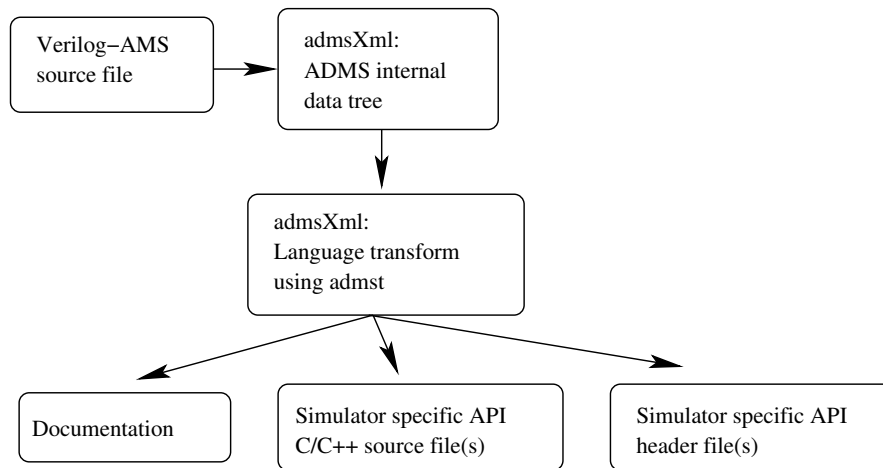 Verilog−AMS
source file
admsXml:
ADMS internal
data tree
admsXml:
Language transform
using admst
Documentation
Simulator specific API
C/C++ source file(s)
Simulator specific API
header file(s)